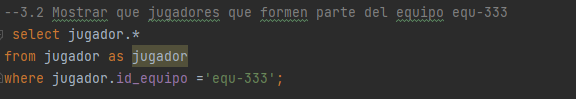 --3.2 Mostrar que jugadores que formen parte del equipo equ-333
select jugador.*
from jugador as jugador
where jugador.id_equipo ='equ-333';